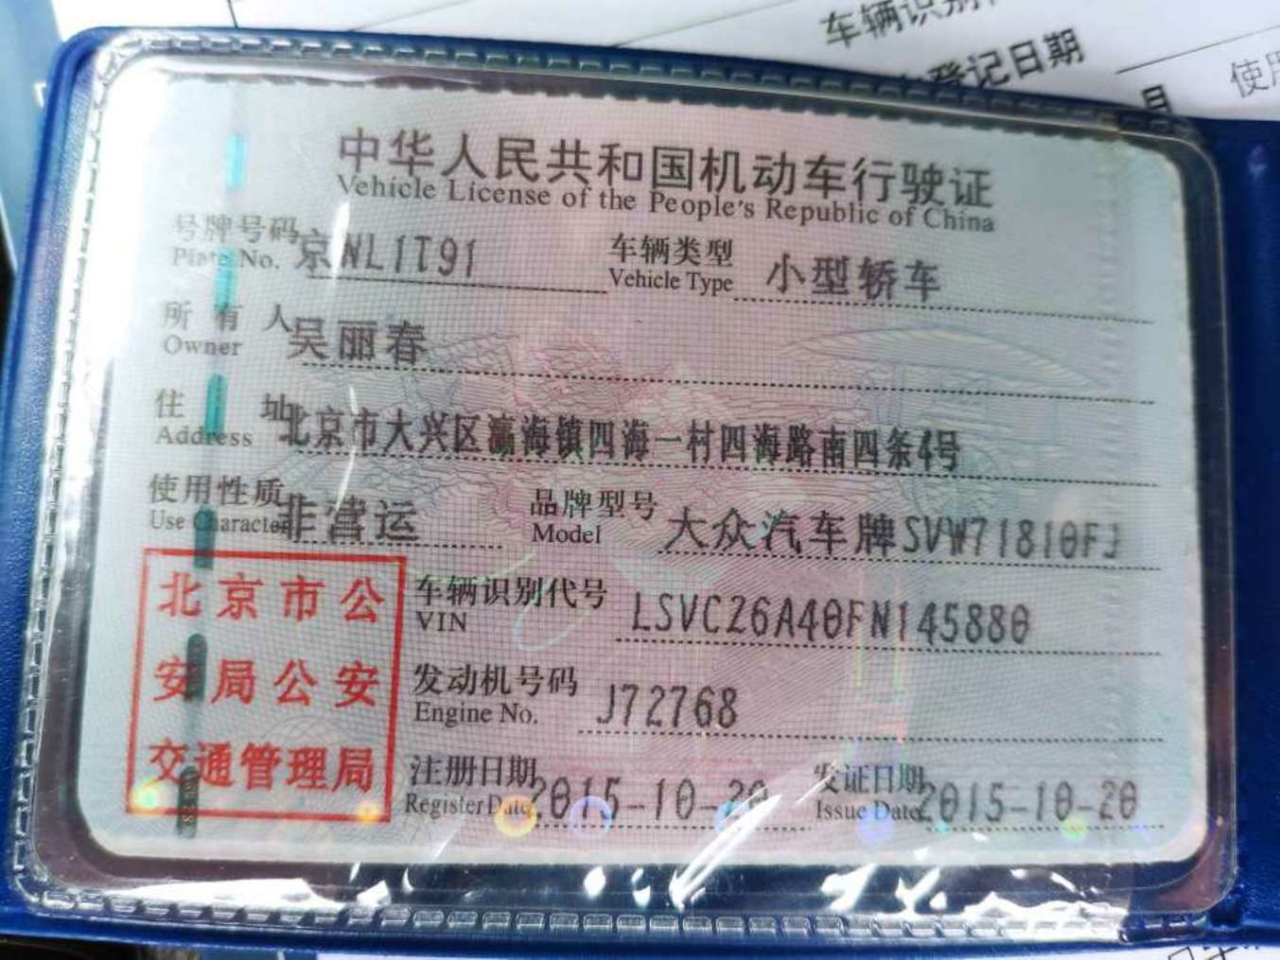 车辆识别
登记日期
使用
月
中华人民共和国机动车行驶证
Vehicle License of the People's Republic of China
号牌号码 京NL1T91 车辆类型 小型轿车
Plate No. Vehicle Type
所有人 吴丽春
Owner
住址 北京市大兴区瀛海镇四海一村四海路南四条4号
Address
使用性质 非营运 品牌型号 大众汽车牌SVW71810FJ
Use Character Model
北京市公
安局公安
交通管理局
车辆识别代号 LSVC26A40FN145880
VIN
发动机号码 J72768
Engine No.
注册日期 2015-10-20 发证日期 2015-10-20
Register Date Issue Date